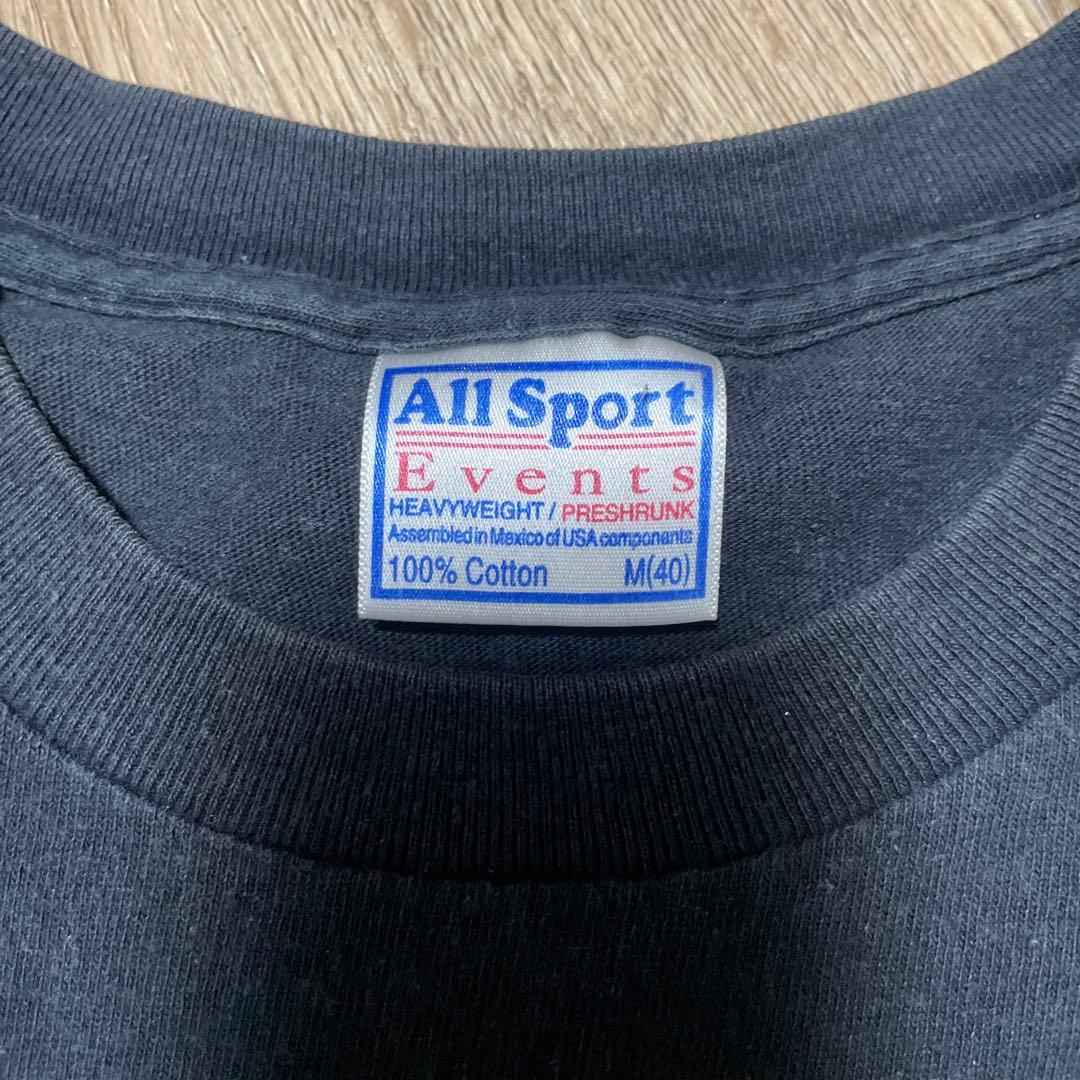 All Sport
Events
HEAVYWEIGHT / PRESHRUNK
Assembled in Mexico of USA components
100% Cotton M(40)